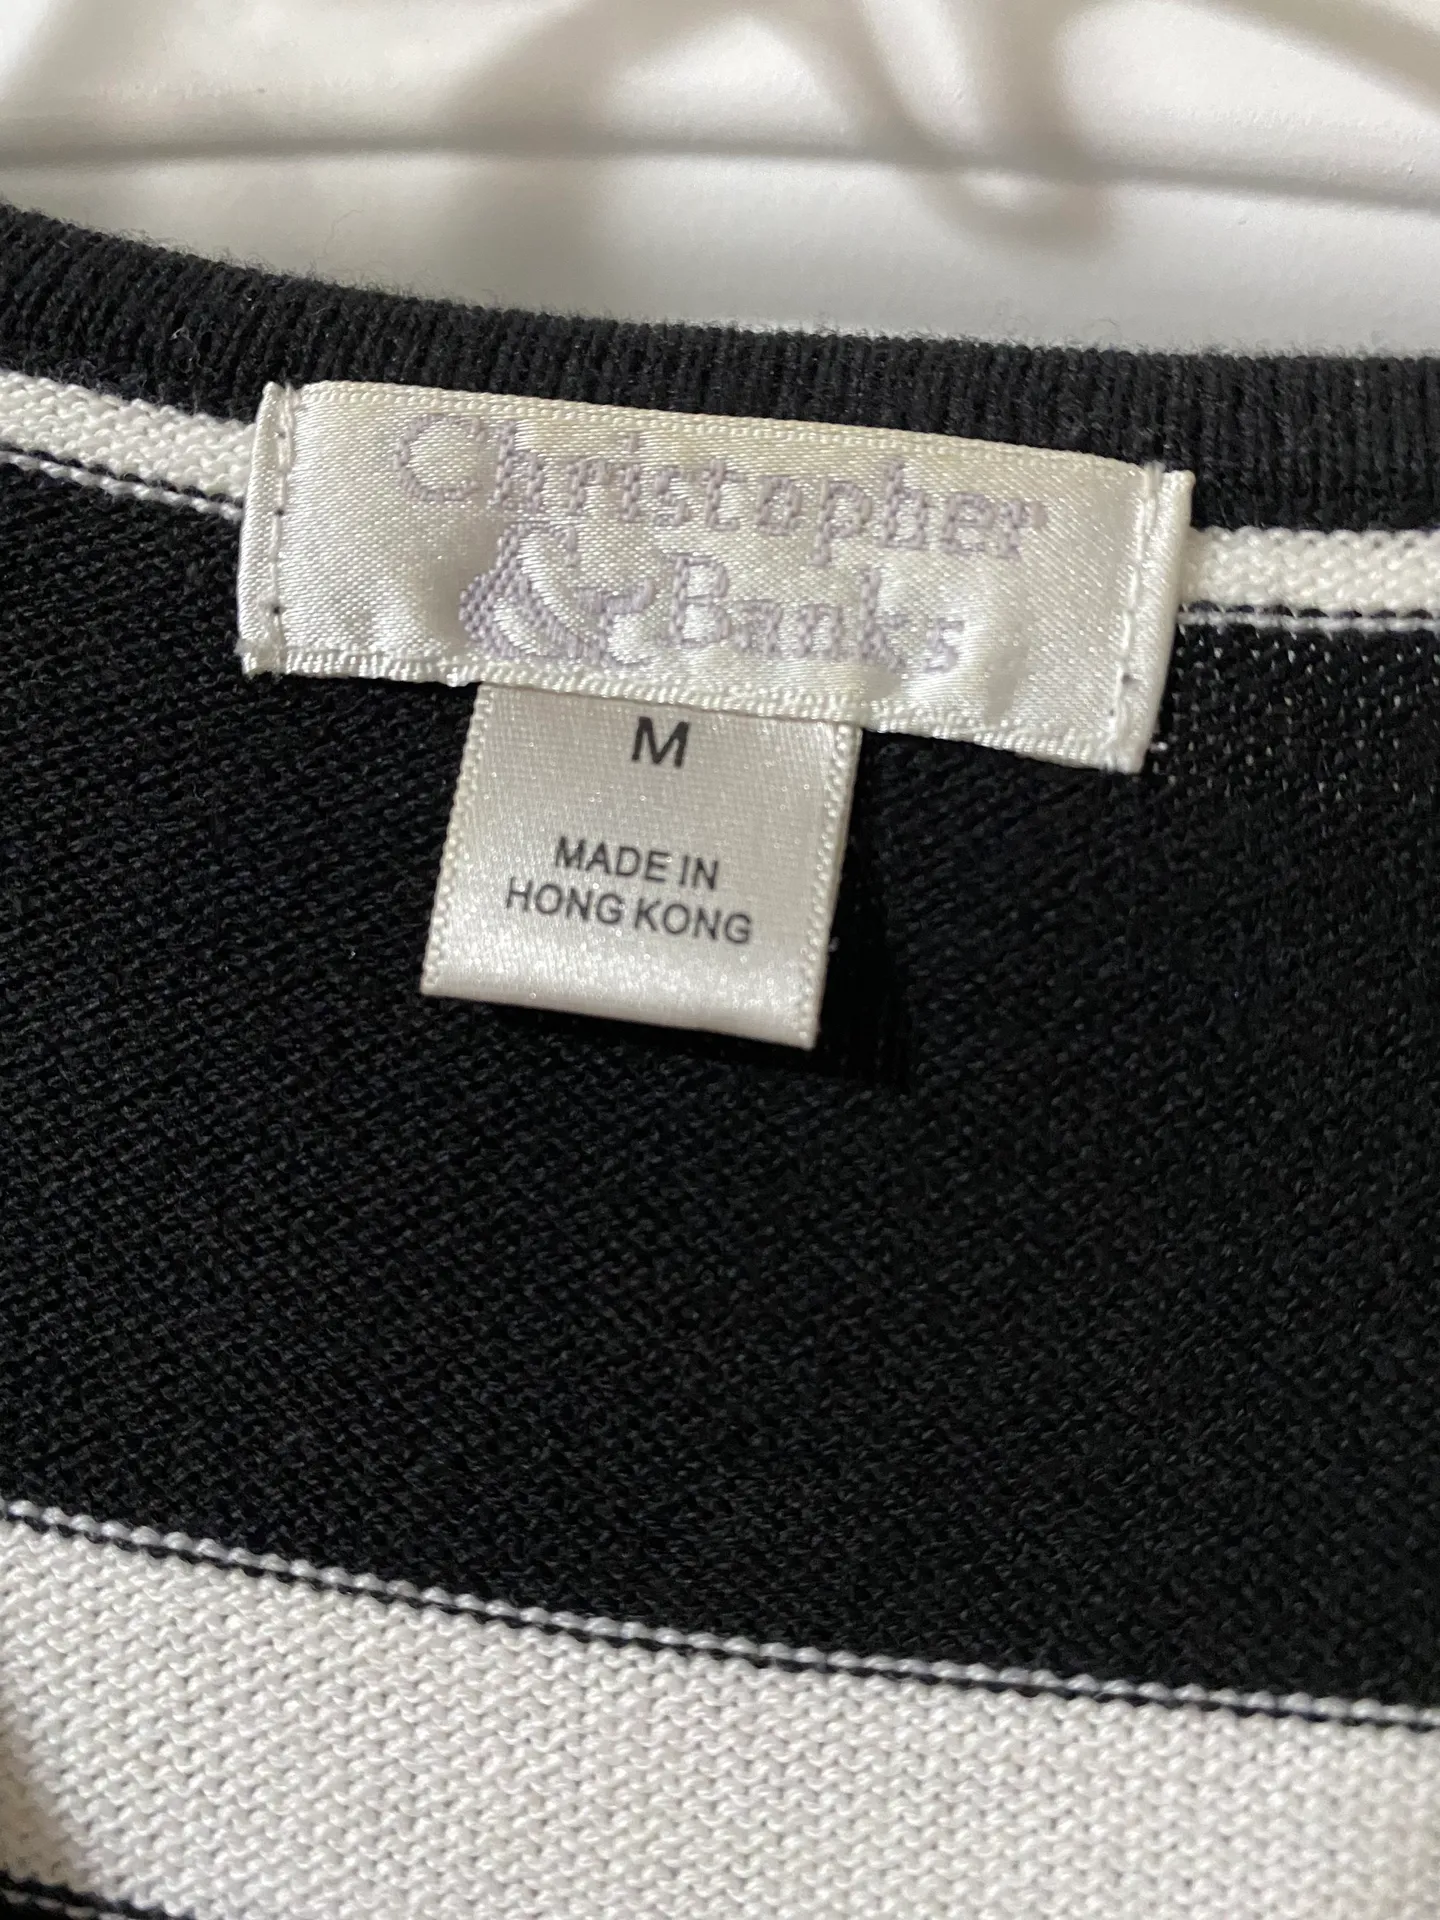 Christopher
& Banks
M
MADE IN
HONG KONG